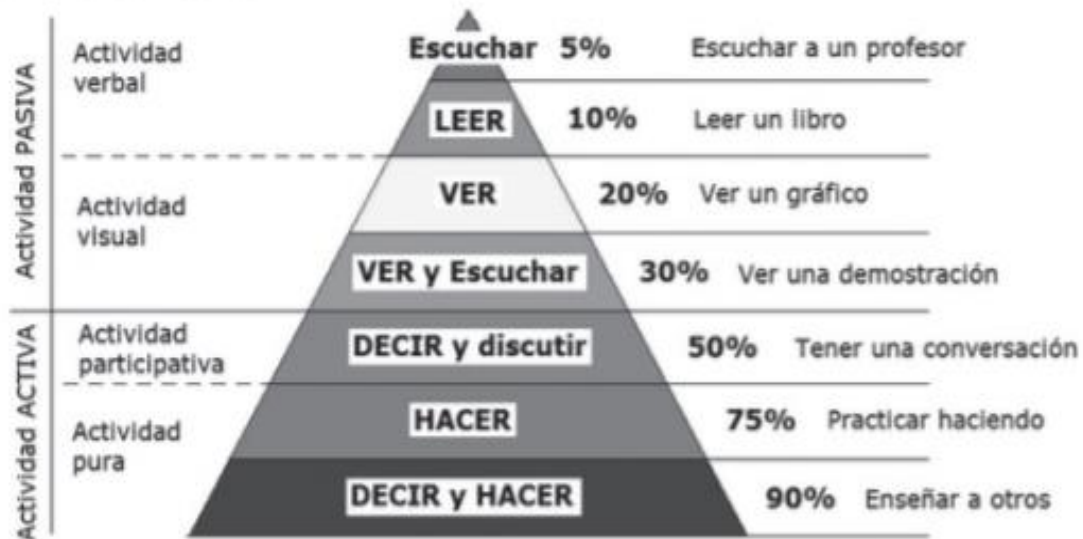 Actividad PASIVA
Actividad
verbal
Escuchar 5% Escuchar a un profesor
LEER 10% Leer un libro
Actividad
visual
VER 20% Ver un gráfico
VER y Escuchar 30% Ver una demostración
Actividad ACTIVA
Actividad
participativa
DECIR y discutir 50% Tener una conversación
Actividad
pura
HACER 75% Practicar haciendo
DECIR y HACER 90% Enseñar a otros